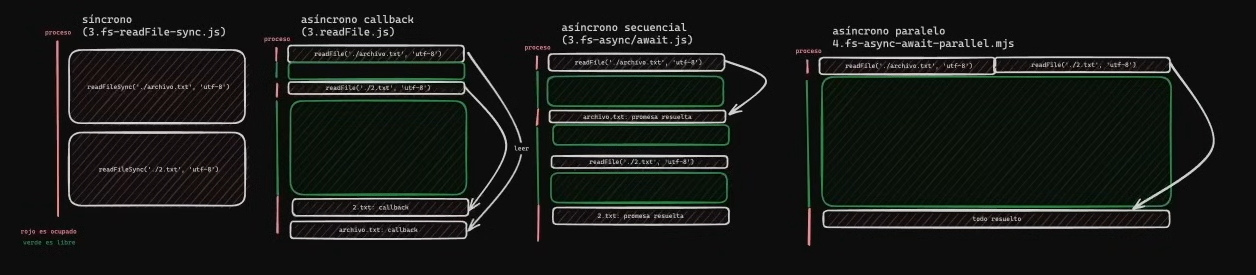 síncrono
(3.fs-readFile-sync.js)
proceso
readFileSync('./archivo.txt', 'utf-8')
readFileSync('./2.txt', 'utf-8')
rojo es ocupado
verde es libre
asíncrono callback
(3.readFile.js)
proceso
readFile('./archivo.txt', 'utf-8')
readFile('./2.txt', 'utf-8')
leer
2.txt: callback
archivo.txt: callback
asíncrono secuencial
(3.fs-async/await.js)
proceso
readFile('./archivo.txt', 'utf-8')
archivo.txt: promesa resuelta
readFile('./2.txt', 'utf-8')
2.txt: promesa resuelta
asíncrono paralelo
4.fs-async-await-parallel.mjs
proceso
readFile('./archivo.txt', 'utf-8')
readFile('./2.txt', 'utf-8')
todo resuelto